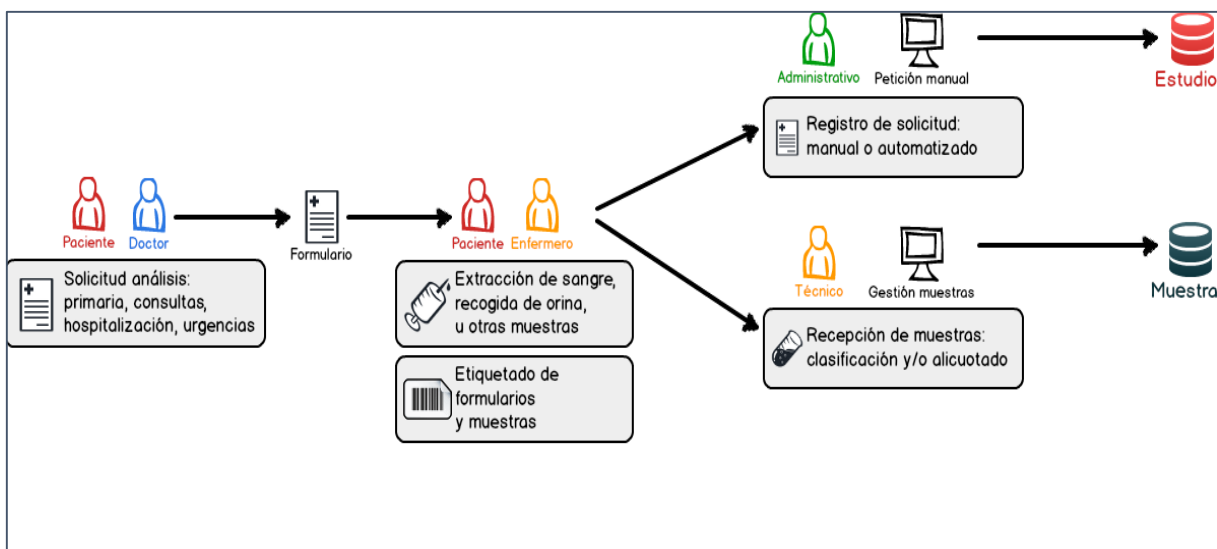 Paciente
Doctor
Solicitud análisis:
primaria, consultas,
hospitalización, urgencias
Formulario
Paciente
Enfermero
Extracción de sangre,
recogida de orina,
u otras muestras
Etiquetado de
formularios
y muestras
Administrativo
Petición manual
Estudio
Registro de solicitud:
manual o automatizado
Técnico
Gestión muestras
Muestra
Recepción de muestras:
clasificación y/o alicuotado